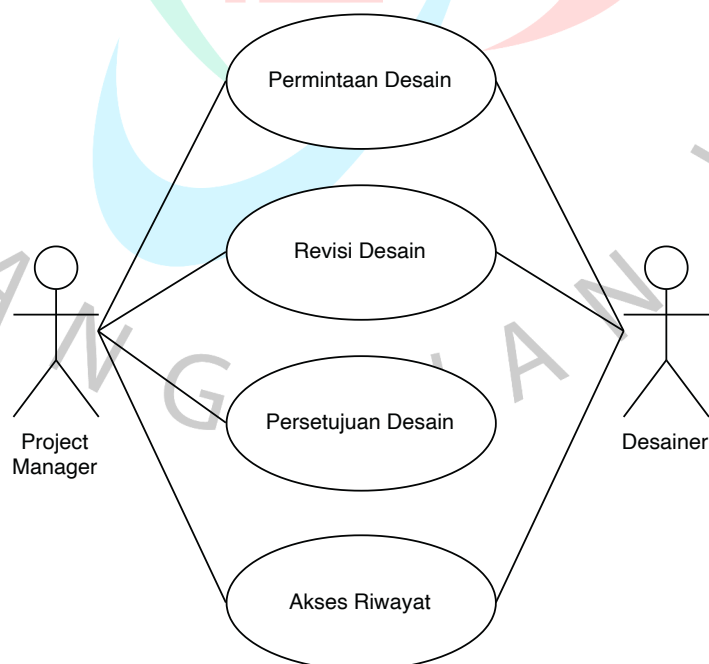 Permintaan Desain
Revisi Desain
Persetujuan Desain
Akses Riwayat
Project
Manager
Desainer
A N G
A N